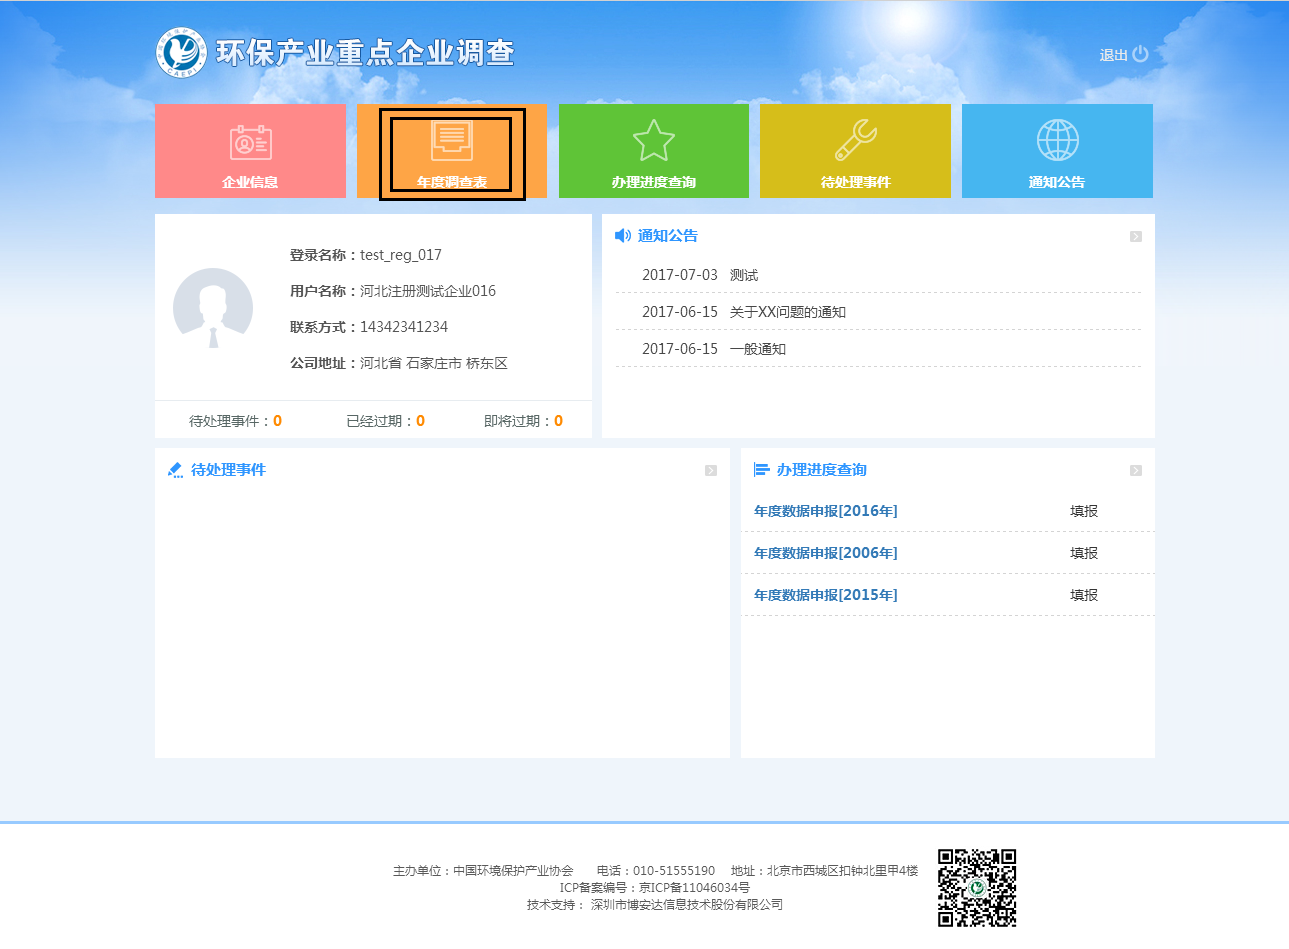 环保产业重点企业调查
退出
企业信息
年度调查表
办理进度查询
待处理事件
通知公告
登录名称：test_reg_017
用户名称：河北注册测试企业016
联系方式：14342341234
公司地址：河北省 石家庄市 桥东区
待处理事件：0 已经过期：0 即将过期：0
通知公告
2017-07-03 测试
2017-06-15 关于XX问题的通知
2017-06-15 一般通知
待处理事件
办理进度查询
年度数据申报[2016年] 填报
年度数据申报[2006年] 填报
年度数据申报[2015年] 填报
主办单位：中国环境保护产业协会 电话：010-51555190 地址：北京市西城区扣钟北里甲4楼
ICP备案编号：京ICP备11046034号
技术支持： 深圳市博安达信息技术股份有限公司